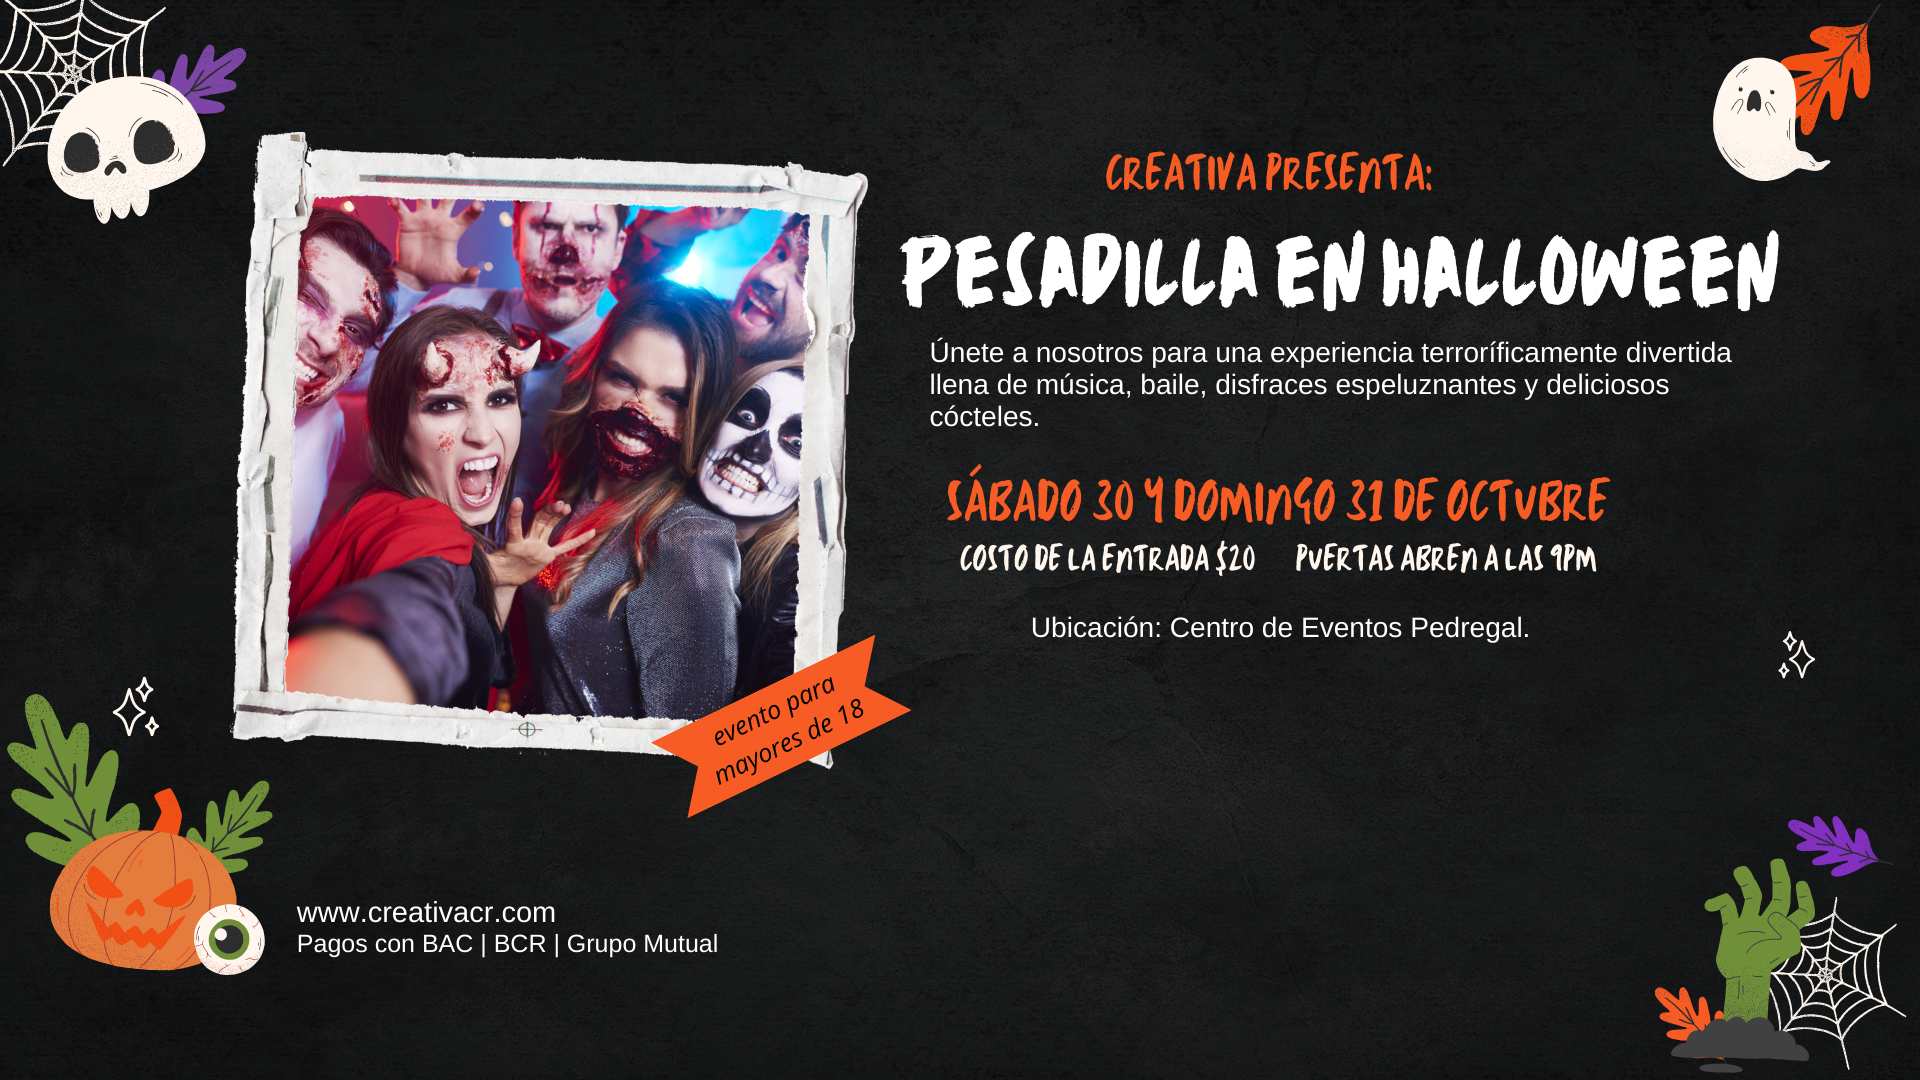 CREATIVA PRESENTA:
PESADILLA EN HALLOWEEN
Únete a nosotros para una experiencia terroríficamente divertida
llena de música, baile, disfraces espeluznantes y deliciosos
cócteles.
SÁBADO 30 Y DOMINGO 31 DE OCTUBRE
COSTO DE LA ENTRADA $20 PUERTAS ABREN A LAS 9PM
Ubicación: Centro de Eventos Pedregal.
evento para
mayores de 18
www.creativacr.com
Pagos con BAC | BCR | Grupo Mutual